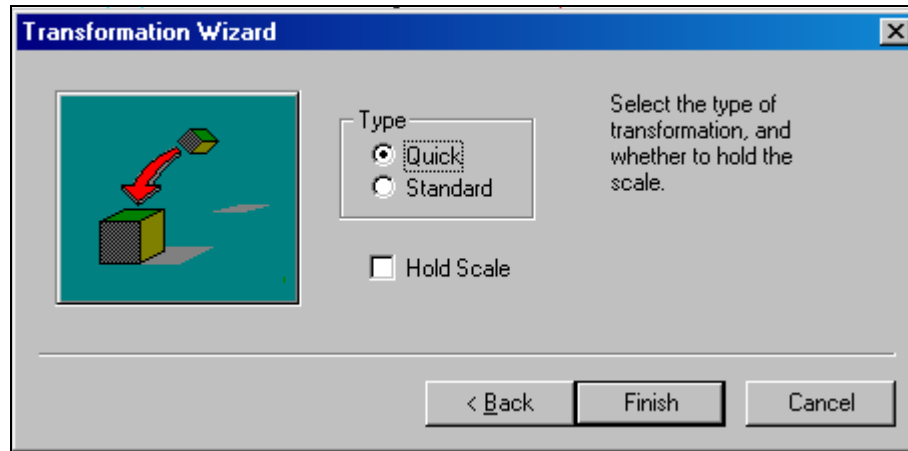 Transformation Wizard
Type
Quick
Standard
Hold Scale
Select the type of
transformation, and
whether to hold the
scale.
< Back
Finish
Cancel